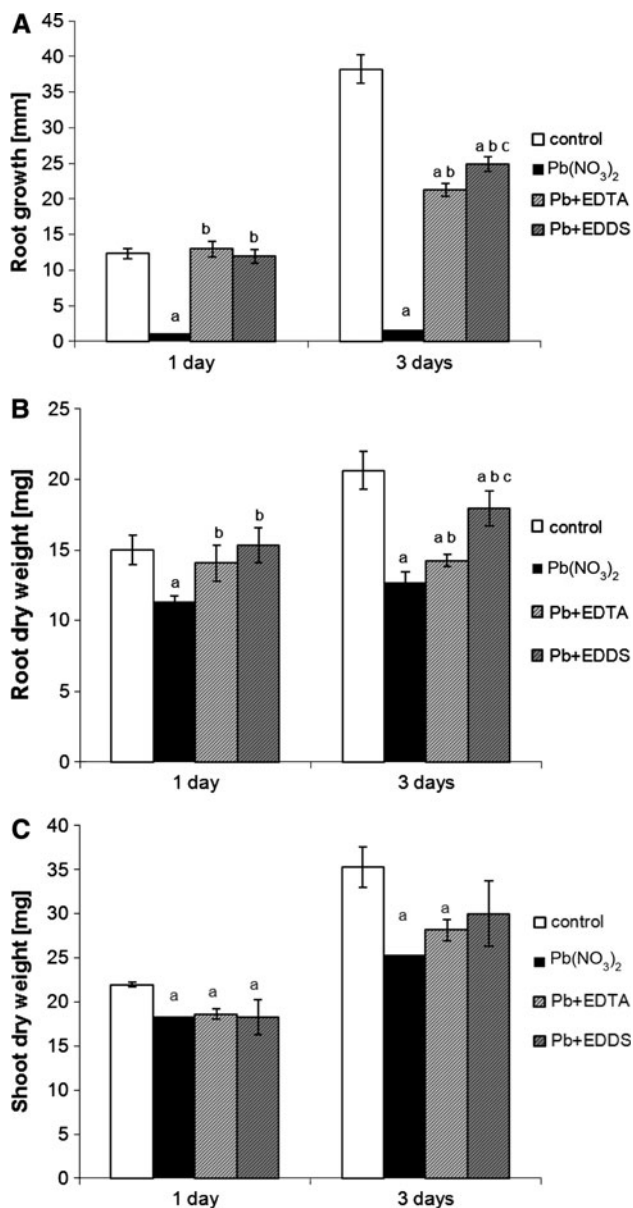 A
Root growth [mm]
45
40
35
30
25
20
15
10
5
0
a
b
b
a
a b
a b c
1 day
3 days
control
Pb(NO₃)₂
Pb+EDTA
Pb+EDDS
B
Root dry weight [mg]
25
20
15
10
5
0
a
b
b
a
a b
a b c
1 day
3 days
control
Pb(NO₃)₂
Pb+EDTA
Pb+EDDS
C
Shoot dry weight [mg]
40
35
30
25
20
15
10
5
0
a
a
a
a
a
1 day
3 days
control
Pb(NO₃)₂
Pb+EDTA
Pb+EDDS